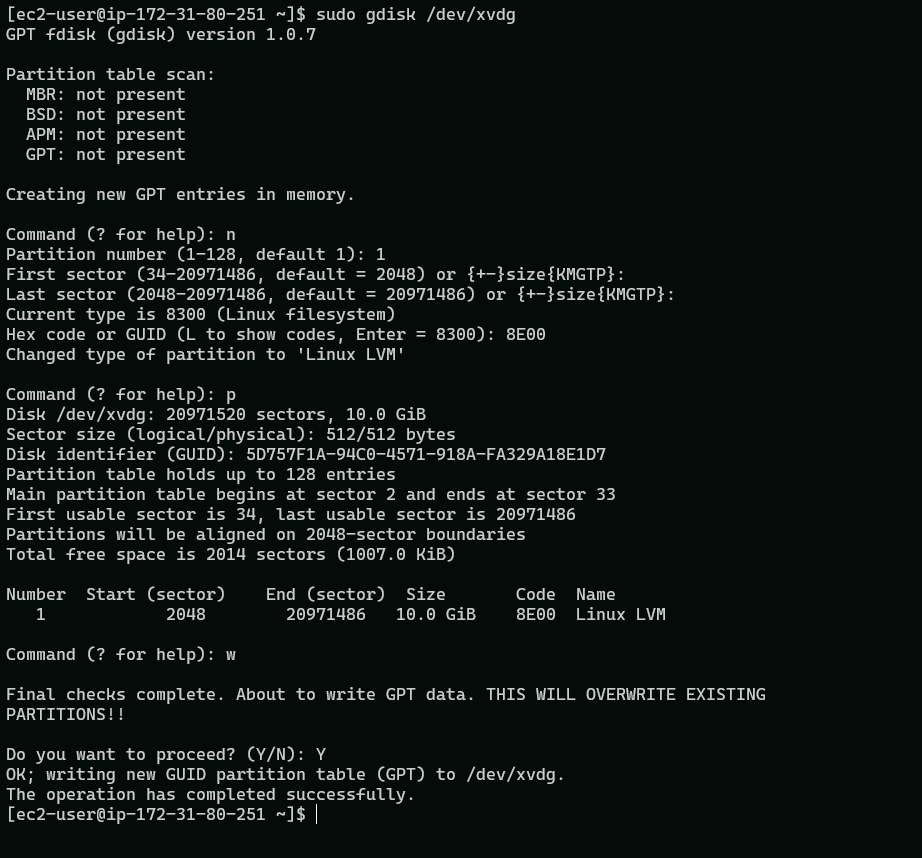 [ec2-user@ip-172-31-80-251 ~]$ sudo gdisk /dev/xvdg
GPT fdisk (gdisk) version 1.0.7

Partition table scan:
  MBR: not present
  BSD: not present
  APM: not present
  GPT: not present

Creating new GPT entries in memory.

Command (? for help): n
Partition number (1-128, default 1): 1
First sector (34-20971486, default = 2048) or {+-}size{KMGTP}:
Last sector (2048-20971486, default = 20971486) or {+-}size{KMGTP}:
Current type is 8300 (Linux filesystem)
Hex code or GUID (L to show codes, Enter = 8300): 8E00
Changed type of partition to 'Linux LVM'

Command (? for help): p
Disk /dev/xvdg: 20971520 sectors, 10.0 GiB
Sector size (logical/physical): 512/512 bytes
Disk identifier (GUID): 5D757F1A-94C0-4571-918A-FA329A18E1D7
Partition table holds up to 128 entries
Main partition table begins at sector 2 and ends at sector 33
First usable sector is 34, last usable sector is 20971486
Partitions will be aligned on 2048-sector boundaries
Total free space is 2014 sectors (1007.0 KiB)

Number  Start (sector)    End (sector)  Size       Code  Name
   1            2048        20971486   10.0 GiB    8E00  Linux LVM

Command (? for help): w

Final checks complete. About to write GPT data. THIS WILL OVERWRITE EXISTING
PARTITIONS!!

Do you want to proceed? (Y/N): Y
OK; writing new GUID partition table (GPT) to /dev/xvdg.
The operation has completed successfully.
[ec2-user@ip-172-31-80-251 ~]$